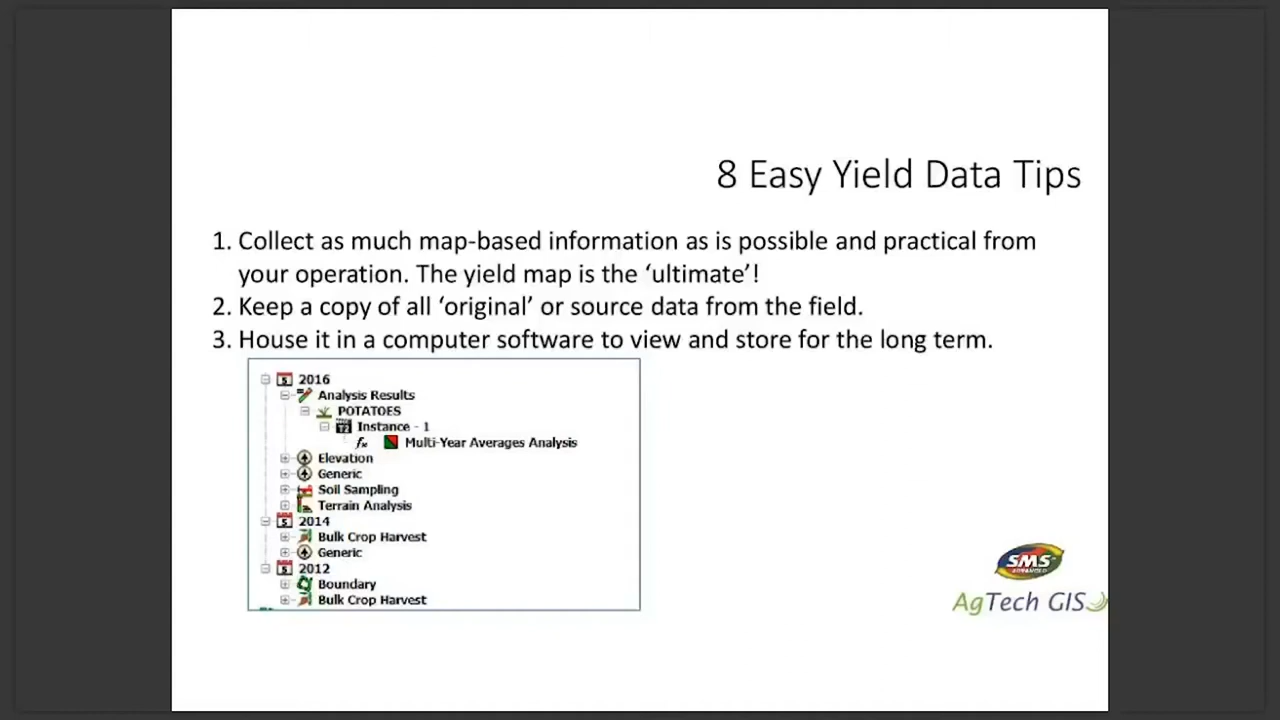 8 Easy Yield Data Tips
1. Collect as much map-based information as is possible and practical from
your operation. The yield map is the ‘ultimate’!
2. Keep a copy of all ‘original’ or source data from the field.
3. House it in a computer software to view and store for the long term.
2016
Analysis Results
POTATOES
Instance - 1
fx Multi-Year Averages Analysis
Elevation
Generic
Soil Sampling
Terrain Analysis
2014
Bulk Crop Harvest
Generic
2012
Boundary
Bulk Crop Harvest
SMS
ADVANCED
AgTech GIS